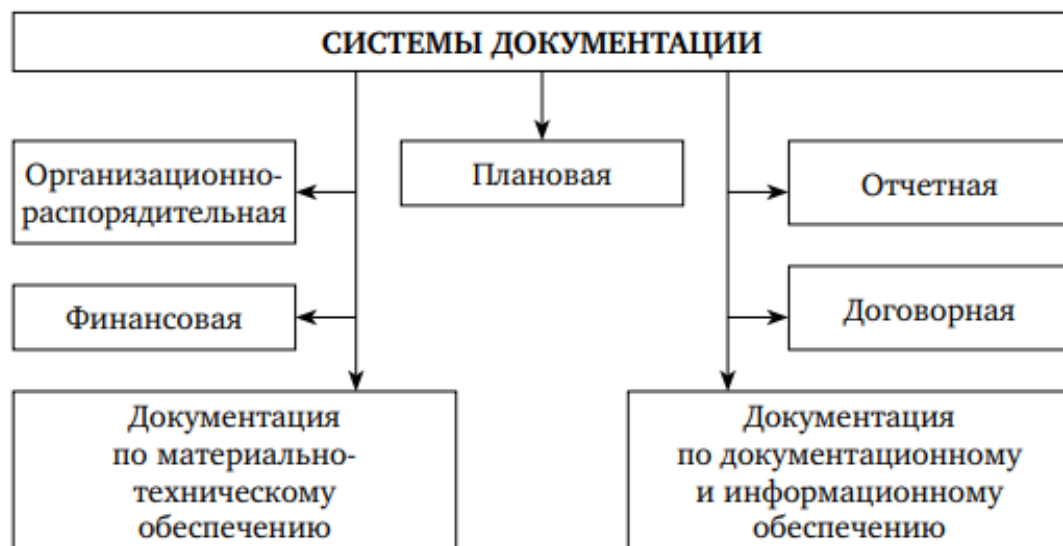 СИСТЕМЫ ДОКУМЕНТАЦИИ
Организационно-
распорядительная
Плановая
Отчетная
Финансовая
Договорная
Документация
по материально-
техническому
обеспечению
Документация
по документационному
и информационному
обеспечению